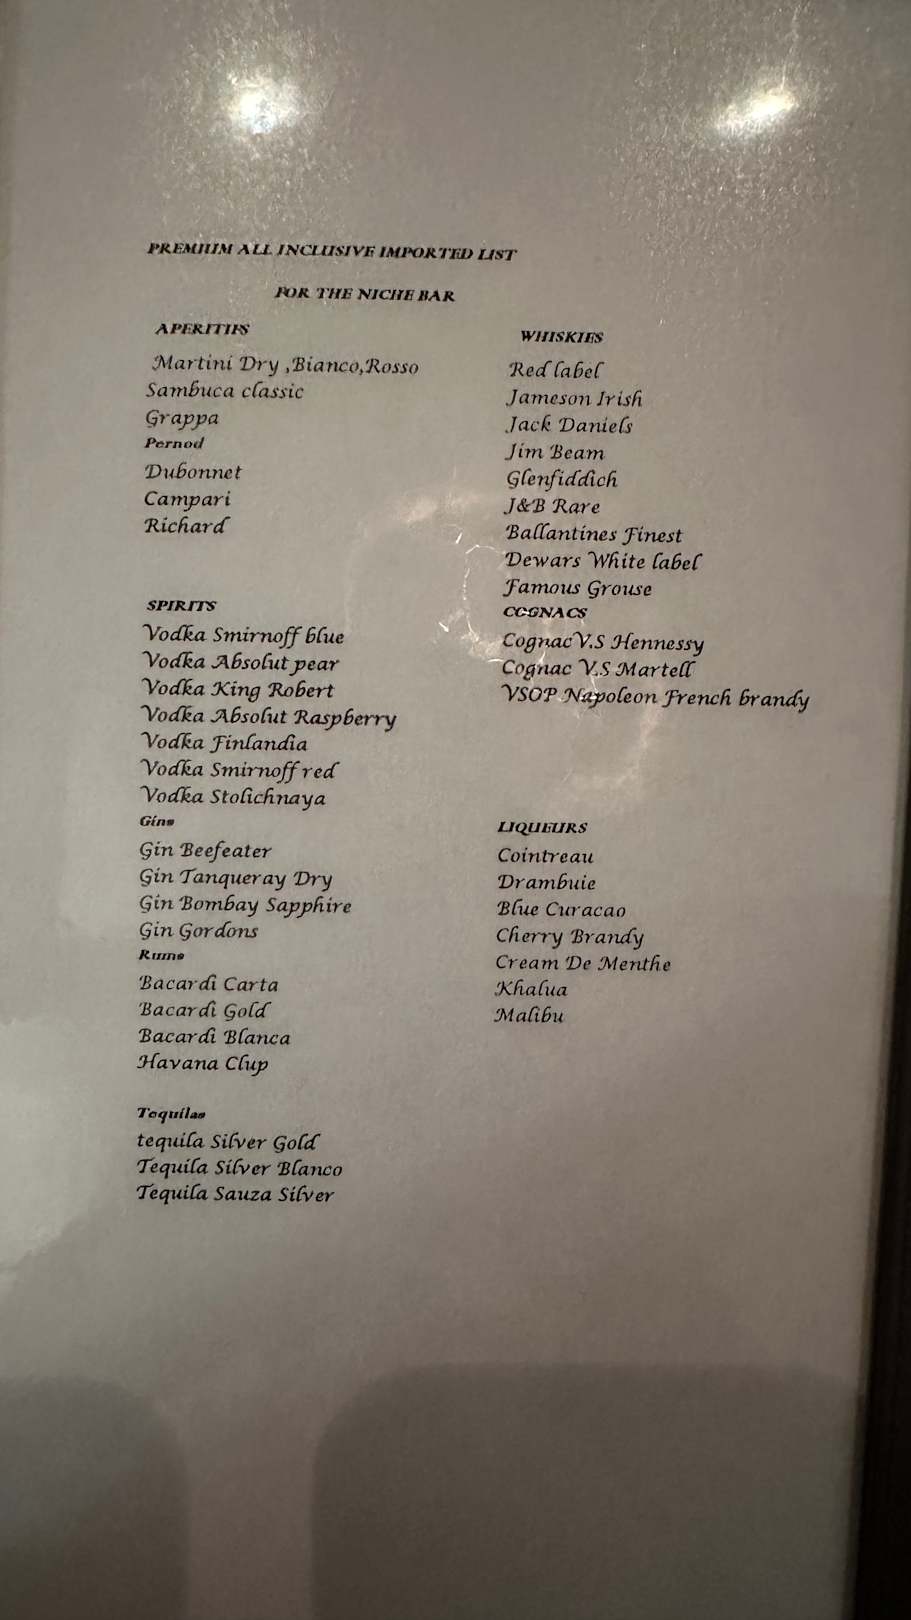 PREMIUM ALL INCLUSIVE IMPORTED LIST
FOR THE NICHE BAR
APERITIFS
Martini Dry ,Bianco,Rosso
Sambuca classic
Grappa
Pernod
Dubonnet
Campari
Richard
SPIRITS
Vodka Smirnoff blue
Vodka Absolut pear
Vodka King Robert
Vodka Absolut Raspberry
Vodka Finlandia
Vodka Smirnoff red
Vodka Stolichnaya
Gins
Gin Beefeater
Gin Tanqueray Dry
Gin Bombay Sapphire
Gin Gordons
Rums
Bacardi Carta
Bacardi Gold
Bacardi Blanca
Havana Clup
Tequilas
tequila Silver Gold
Tequila Silver Blanco
Tequila Sauza Silver
WHISKIES
Red label
Jameson Irish
Jack Daniels
Jim Beam
Glenfiddich
J&B Rare
Ballantines Finest
Dewars White label
Famous Grouse
COGNACS
Cognac V.S Hennessy
Cognac V.S Martell
VSOP Napoleon French brandy
LIQUEURS
Cointreau
Drambuie
Blue Curacao
Cherry Brandy
Cream De Menthe
Khalua
Malibu